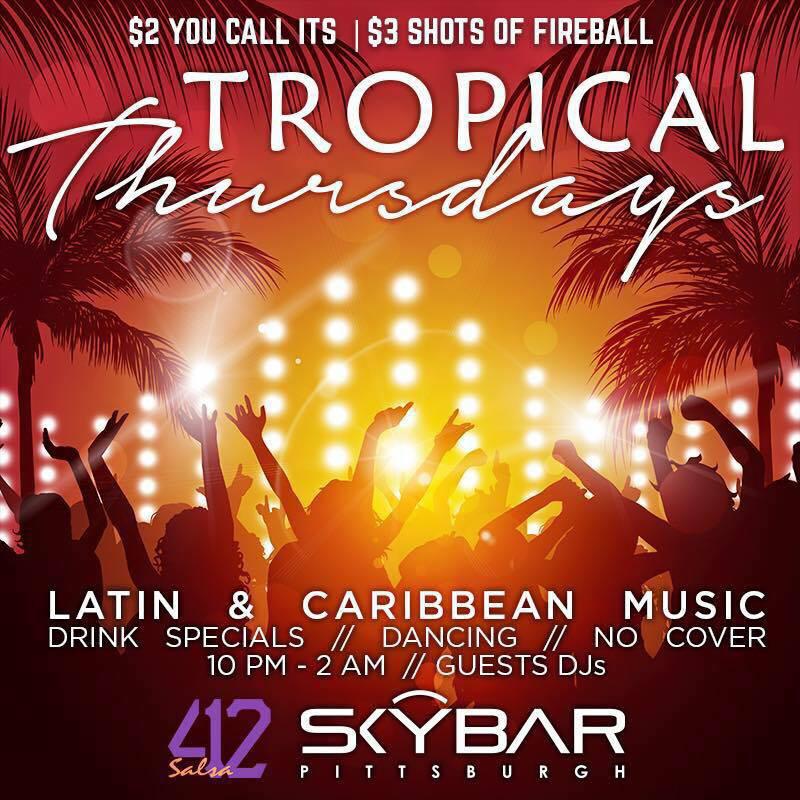 $2 YOU CALL ITS | $3 SHOTS OF FIREBALL
TROPICAL
Thursdays
LATIN & CARIBBEAN MUSIC
DRINK SPECIALS // DANCING // NO COVER
10 PM - 2 AM // GUESTS DJs
412
Salsa
SKYBAR
PITTSBURGH